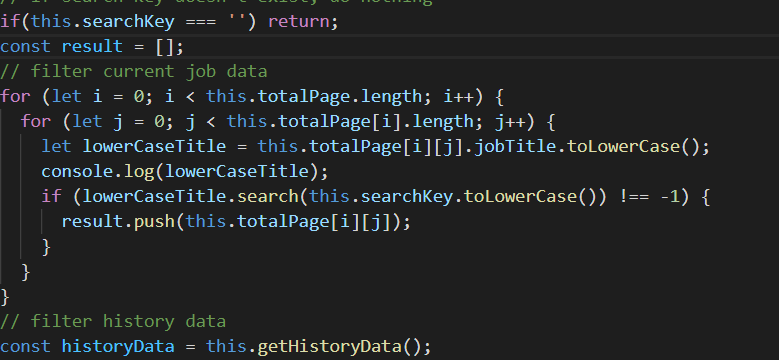 // if search key doesn't exist, do nothing
if(this.searchKey === '') return;
const result = [];
// filter current job data
for (let i = 0; i < this.totalPage.length; i++) {
  for (let j = 0; j < this.totalPage[i].length; j++) {
    let lowerCaseTitle = this.totalPage[i][j].jobTitle.toLowerCase();
    console.log(lowerCaseTitle);
    if (lowerCaseTitle.search(this.searchKey.toLowerCase()) !== -1) {
      result.push(this.totalPage[i][j]);
    }
  }
}
// filter history data
const historyData = this.getHistoryData();